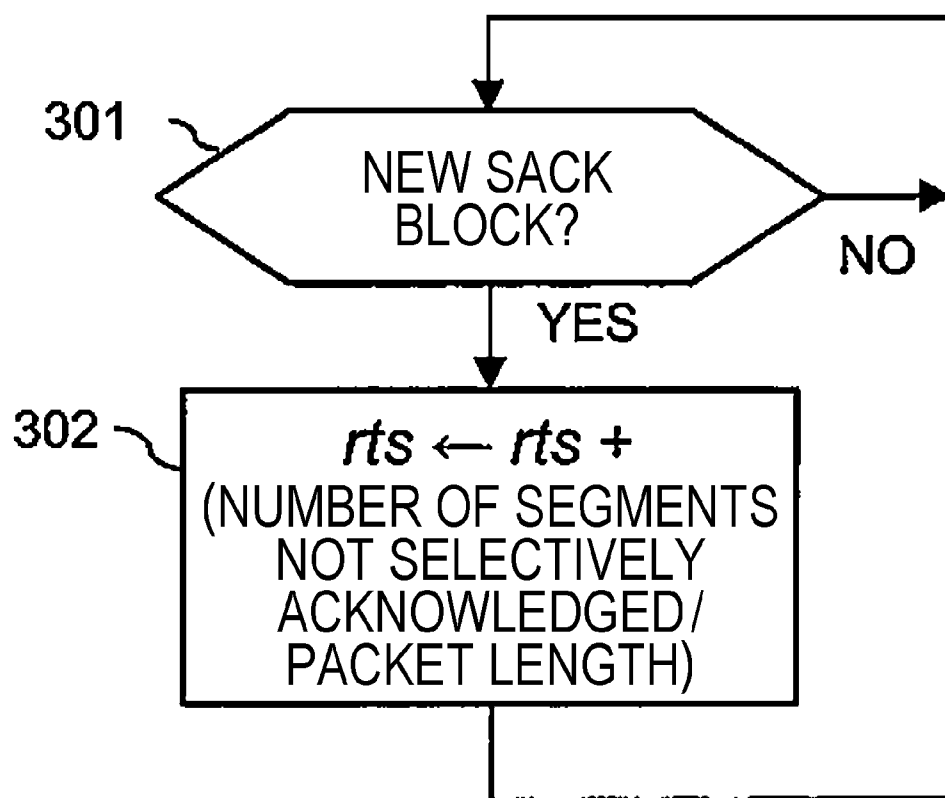 301
NEW SACK
BLOCK?
NO
YES
302
rts ← rts +
(NUMBER OF SEGMENTS
NOT SELECTIVELY
ACKNOWLEDGED/
PACKET LENGTH)